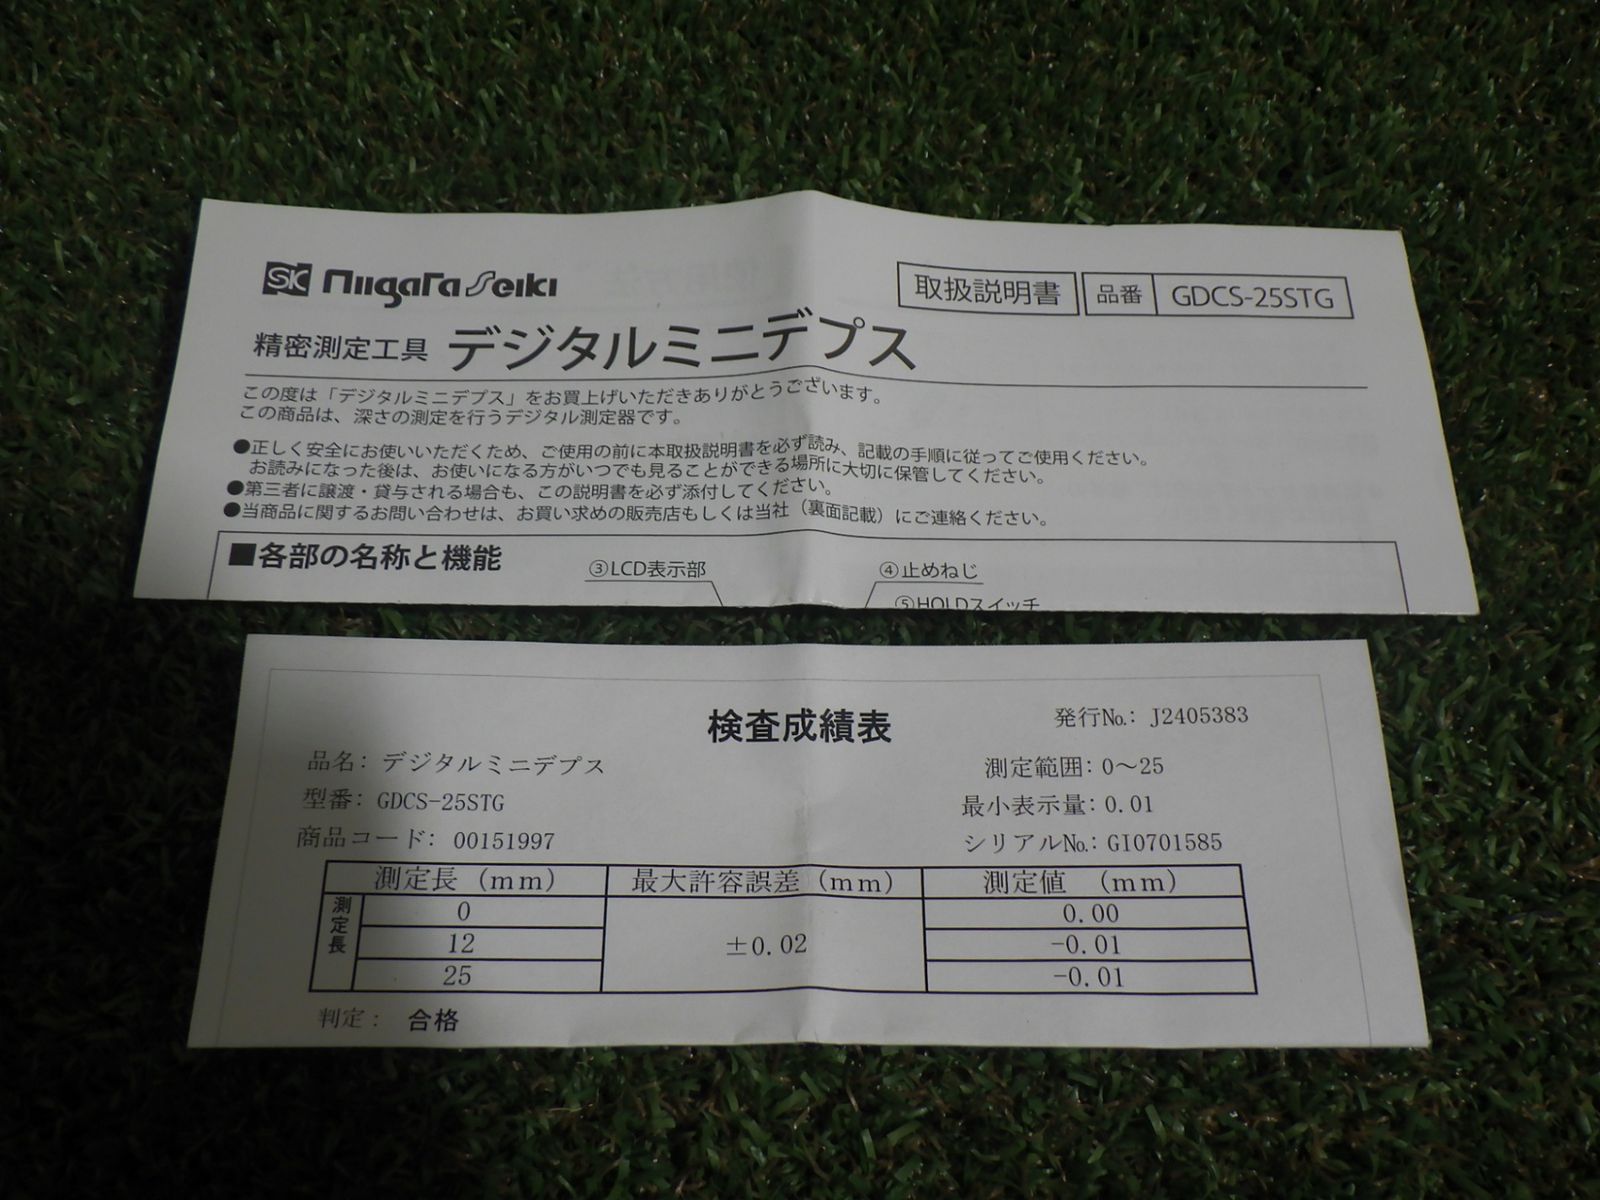 SK Niigata Seiki
取扱説明書 品番 GDCS-25STG
精密測定工具 デジタルミニデプス
この度は「デジタルミニデプス」をお買上げいただきありがとうございます。
この商品は、深さの測定を行うデジタル測定器です。
●正しく安全にお使いいただくため、ご使用の前に本取扱説明書を必ず読み、記載の手順に従ってご使用ください。
お読みになった後は、お使いになる方がいつでも見ることができる場所に大切に保管してください。
●第三者に譲渡・貸与される場合も、この説明書を必ず添付してください。
●当商品に関するお問い合わせは、お買い求めの販売店もしくは当社（裏面記載）にご連絡ください。
■各部の名称と機能
③LCD表示部
④止めねじ
⑤HOLDスイッチ
検査成績表
発行No.: J2405383
品名: デジタルミニデプス
測定範囲: 0～25
型番: GDCS-25STG
最小表示量: 0.01
商品コード: 00151997
シリアルNo.: GI0701585
測定長 (mm) 最大許容誤差 (mm) 測定値 (mm)
測定長
0 0.00
12 ±0.02 -0.01
25 -0.01
判定: 合格